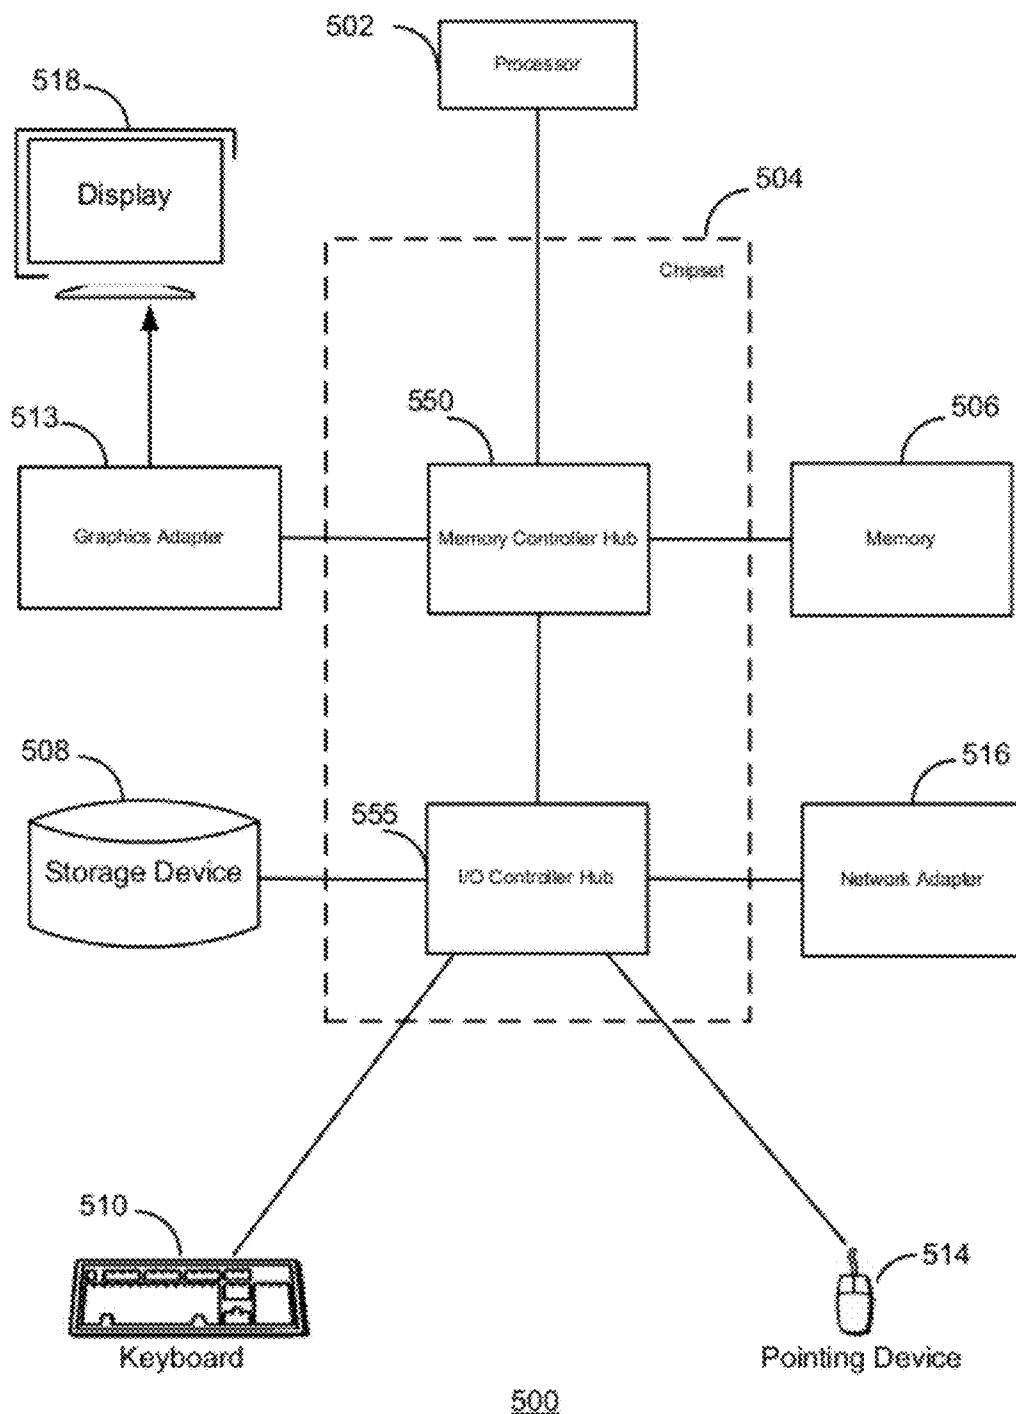 502
Processor
518
Display
504
Chipset
513
550
506
Graphics Adapter
Memory Controller Hub
Memory
508
555
516
Storage Device
I/O Controller Hub
Network Adapter
510
514
Keyboard
Pointing Device
500